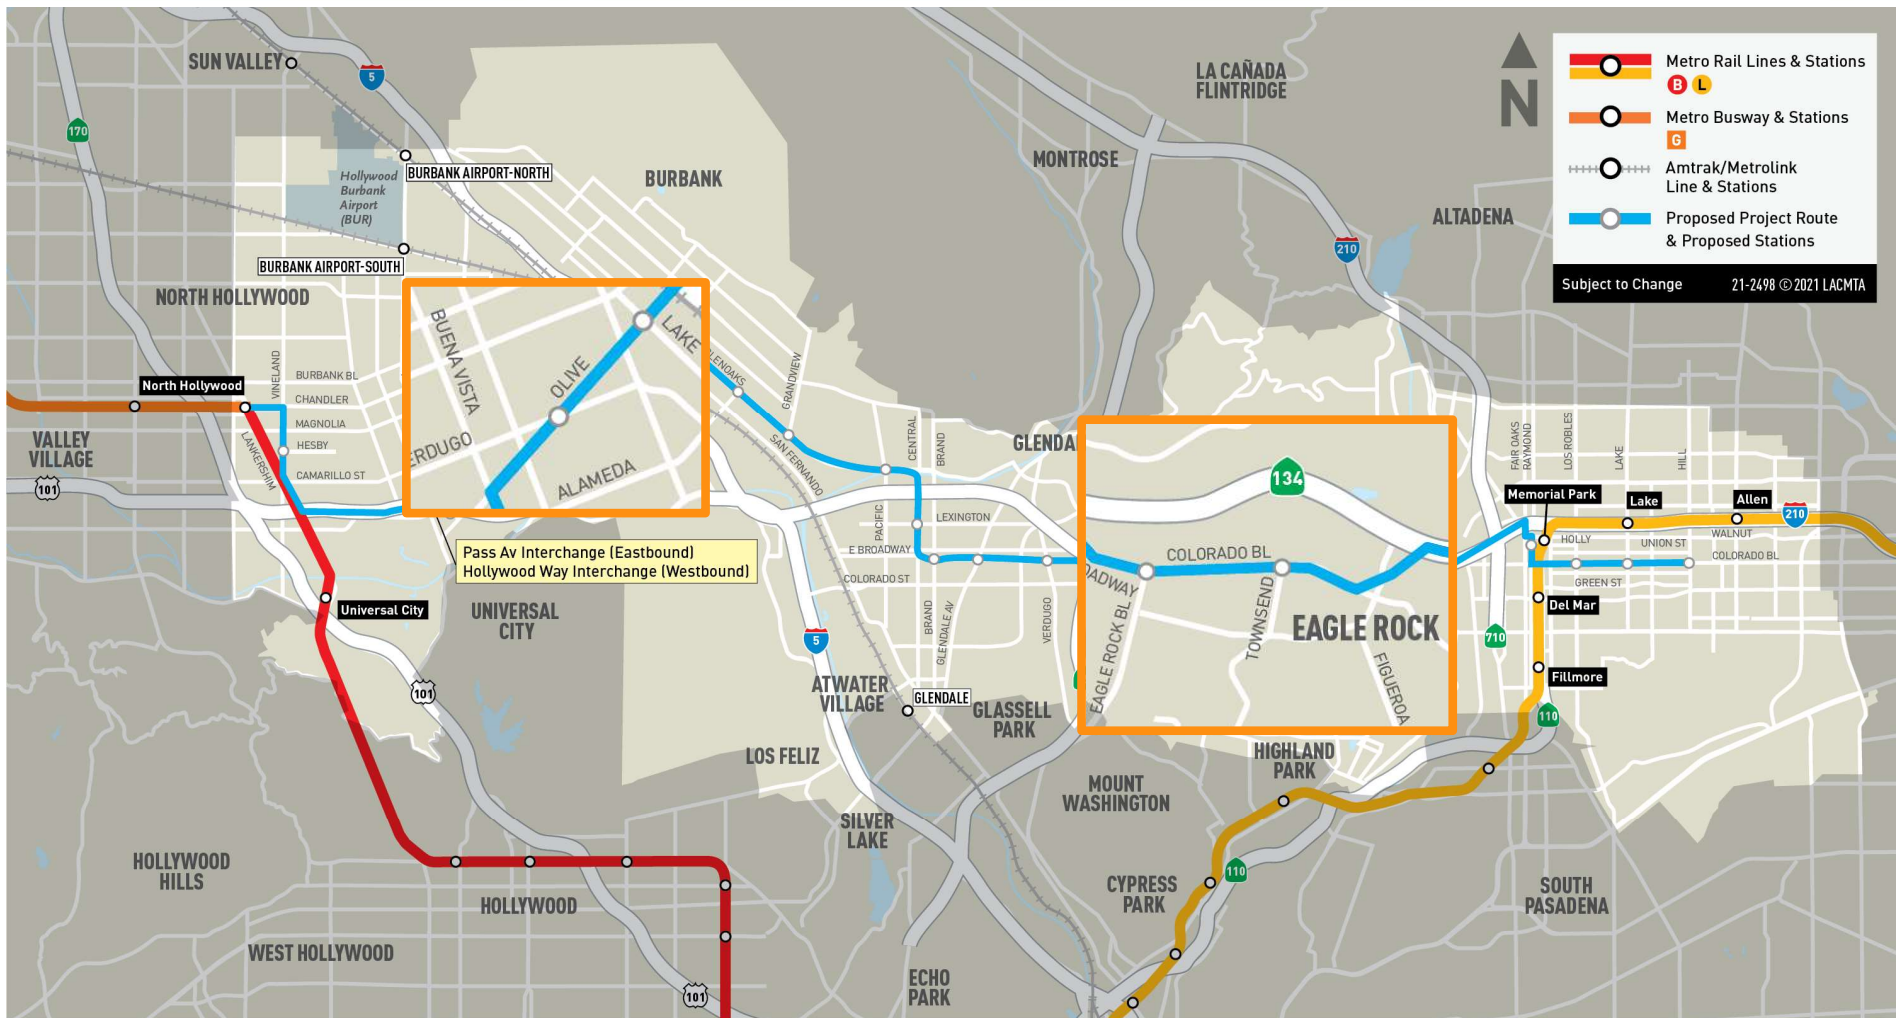 SUN VALLEY
5
170
Hollywood
Burbank
Airport
(BUR)
BURBANK AIRPORT-NORTH
BURBANK
BURBANK AIRPORT-SOUTH
NORTH HOLLYWOOD
LA CAÑADA
FLINTRIDGE
MONTROSE
ALTADENA
210
N
Metro Rail Lines & Stations
B L
Metro Busway & Stations
G
Amtrak/Metrolink
Line & Stations
Proposed Project Route
& Proposed Stations
Subject to Change
21-2498 ©2021 LACMTA
North Hollywood
VINELAND
BURBANK BL
CHANDLER
MAGNOLIA
HESBY
CAMARILLO ST
LANKERSHIM
VALLEY
VILLAGE
101
BUENA VISTA
OLIVE
LAKE
ERDUGO
ALAMEDA
Pass Av Interchange (Eastbound)
Hollywood Way Interchange (Westbound)
GLENOAKS
GRANDVIEW
SAN FERNANDO
CENTRAL
BRAND
PACIFIC
LEXINGTON
E BROADWAY
COLORADO ST
BRAND
GLENDALE AV
VERDUGO
GLENDA
134
COLORADO BL
OADWAY
EAGLE ROCK BL
TOWNSEND
EAGLE ROCK
FIGUEROA
FAIR OAKS
RAYMOND
LOS ROBLES
LAKE
HILL
Memorial Park
Lake
Allen
210
HOLLY
UNION ST
WALNUT
COLORADO BL
GREEN ST
Del Mar
710
Fillmore
110
Universal City
UNIVERSAL
CITY
101
5
ATWATER
VILLAGE
GLENDALE
GLASSELL
PARK
LOS FELIZ
HIGHLAND
PARK
MOUNT
WASHINGTON
SILVER
LAKE
HOLLYWOOD
HILLS
HOLLYWOOD
WEST HOLLYWOOD
101
ECHO
PARK
CYPRESS
PARK
110
SOUTH
PASADENA